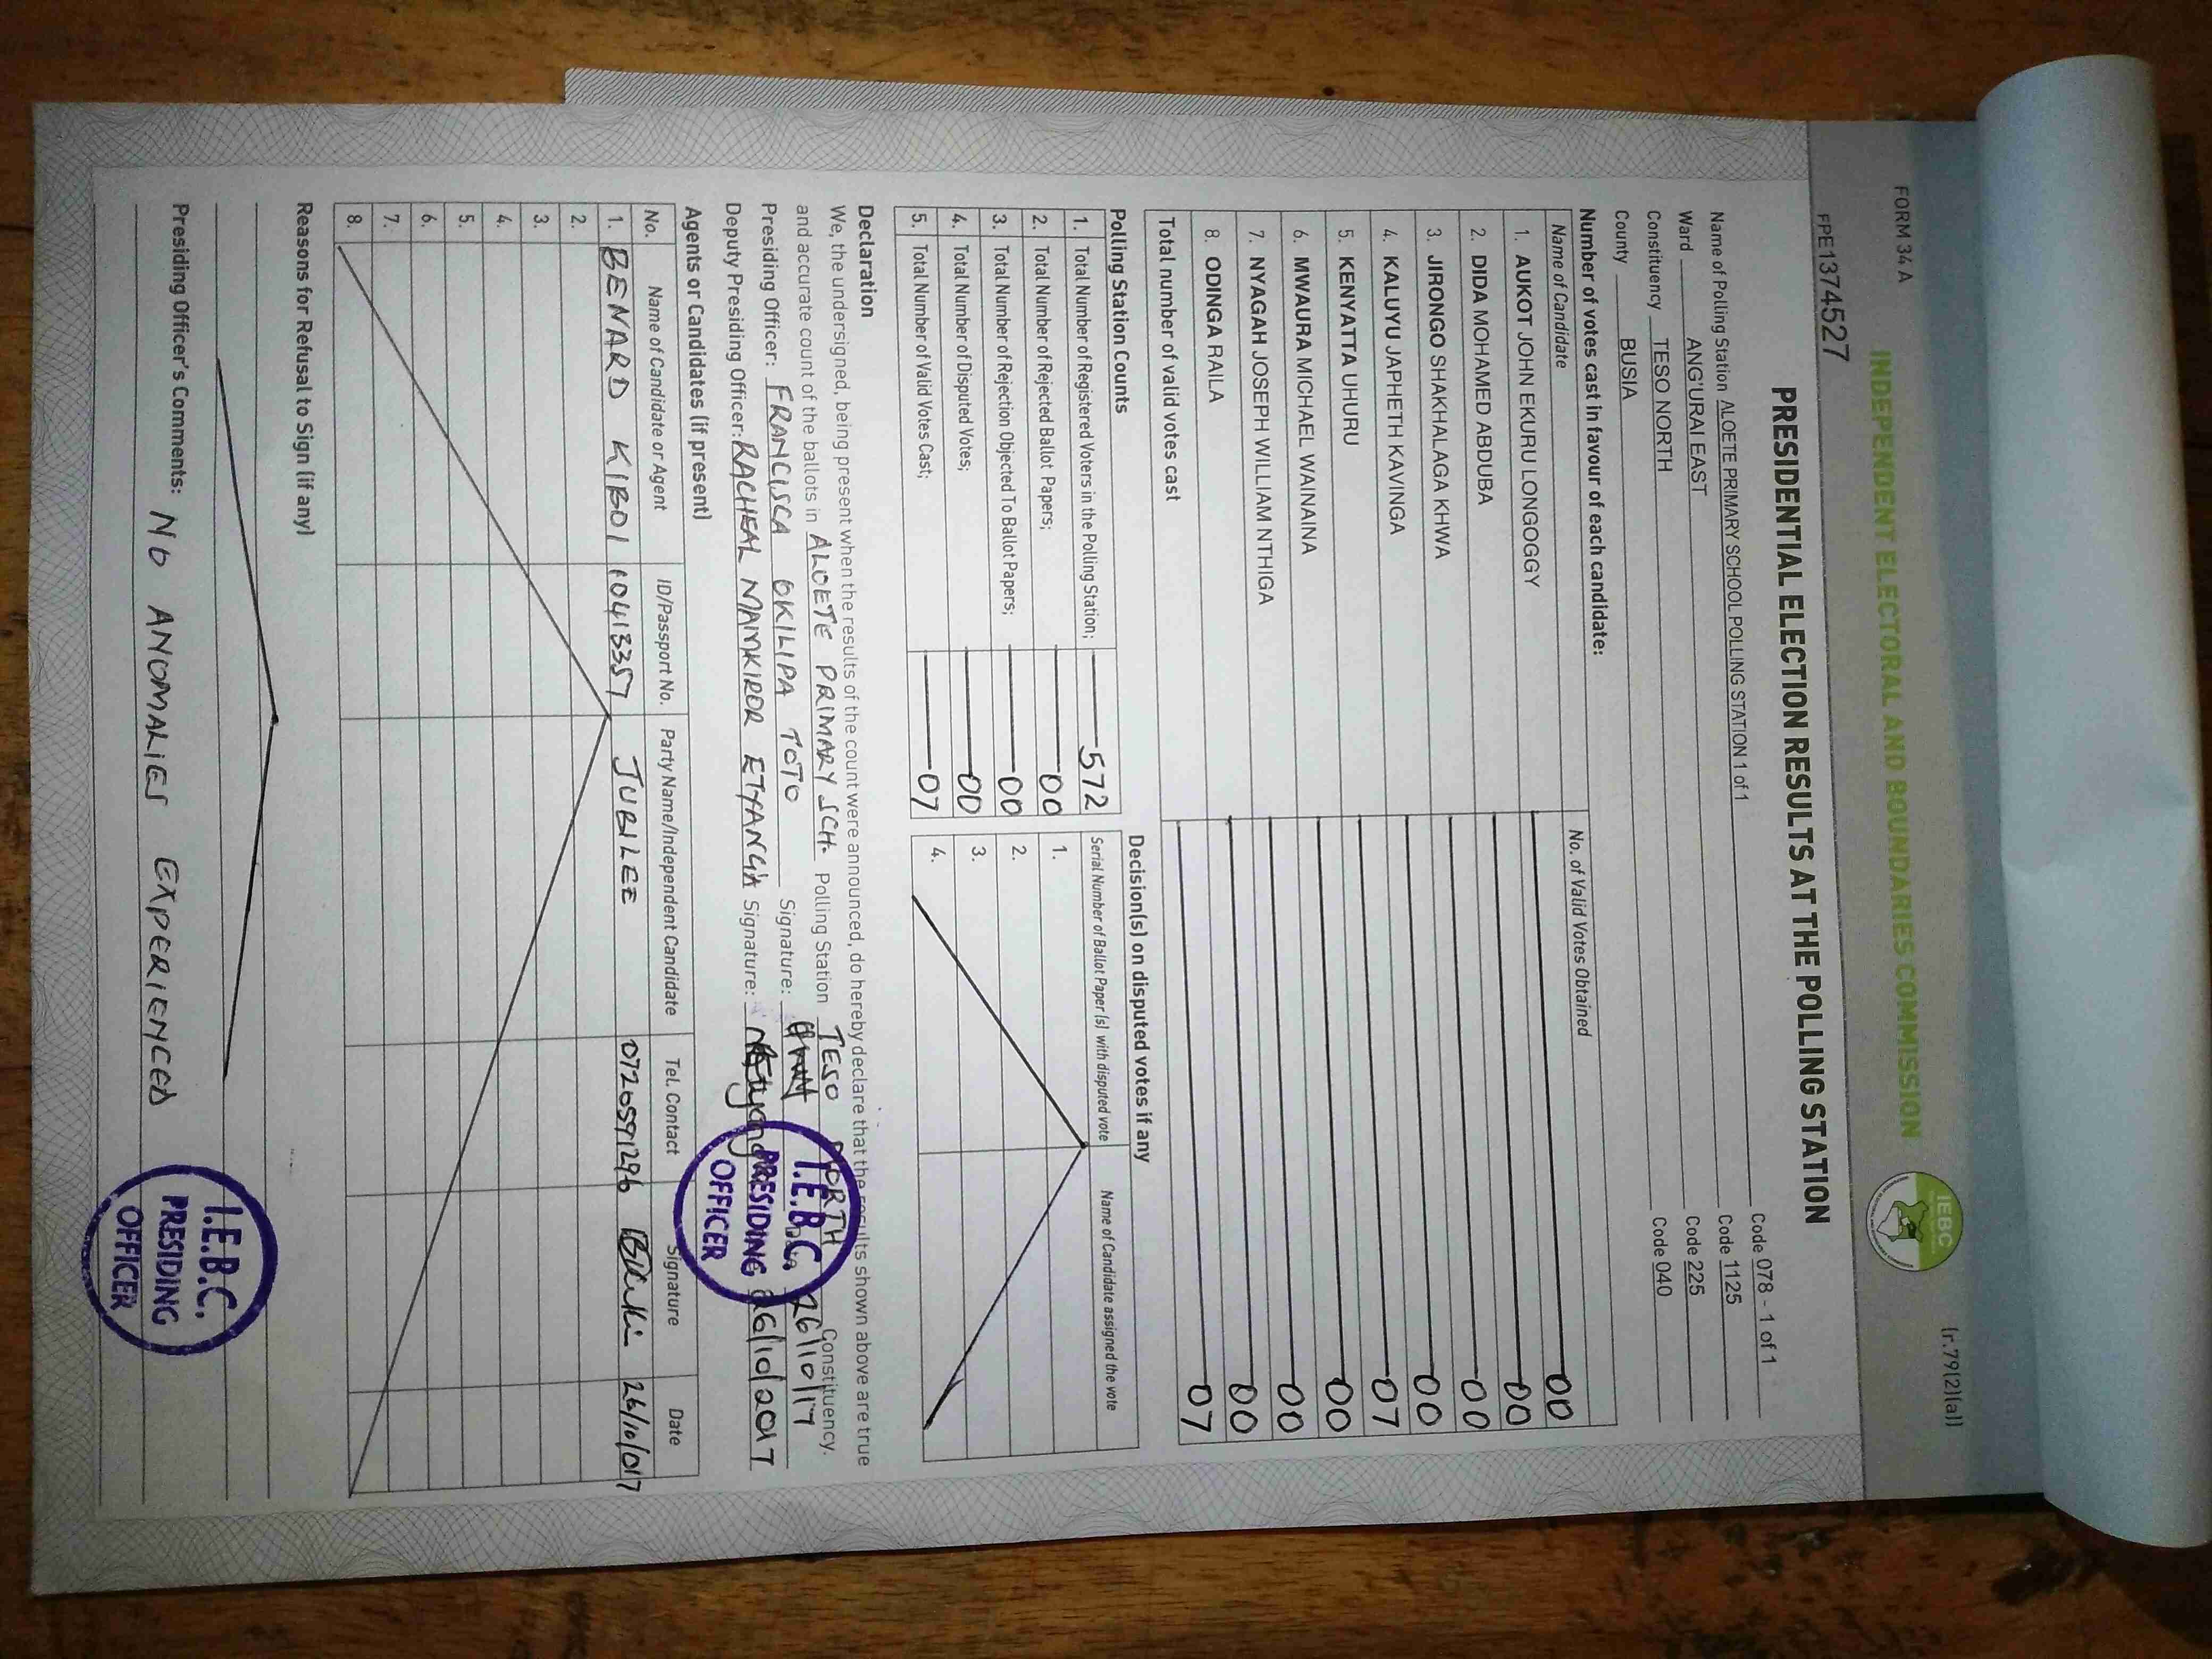 FORM 34 A
(r.79(2)(a))
INDEPENDENT ELECTORAL AND BOUNDARIES COMMISSION
IEBC
FPE1374527
PRESIDENTIAL ELECTION RESULTS AT THE POLLING STATION
Name of Polling Station ALOETE PRIMARY SCHOOL POLLING STATION 1 of 1 Code 078 - 1 of 1
Ward ANG'URAI EAST Code 1125
Constituency TESO NORTH Code 225
County BUSIA Code 040
Number of votes cast in favour of each candidate:
Name of Candidate No. of Valid Votes Obtained
1. AUKOT JOHN EKURU LONGOGGY 00
2. DIDA MOHAMED ABDUBA 00
3. JIRONGO SHAKHALAGA KHWA 00
4. KALUYU JAPHETH KAVINGA 00
5. KENYATTA UHURU 07
6. MWAURA MICHAEL WAINAINA 00
7. NYAGAH JOSEPH WILLIAM NTHIGA 00
8. ODINGA RAILA 00
Total number of valid votes cast 07
Polling Station Counts
1. Total Number of Registered Voters in the Polling Station; 572
2. Total Number of Rejected Ballot Papers; 00
3. Total Number of Rejection Objected To Ballot Papers; 00
4. Total Number of Disputed Votes; 00
5. Total Number of Valid Votes Cast; 07
Decision(s) on disputed votes if any
Serial Number of Ballot Paper (s) with disputed vote Name of Candidate assigned the vote
1.
2.
3.
4.
Declaration
We, the undersigned, being present when the results of the count were announced, do hereby declare that the results shown above are true
and accurate count of the ballots in ALOETE PRIMARY SCH. Polling Station TESO NORTH Constituency.
Presiding Officer: FRANCISCA OKILIPA TOTO Signature: 26/10/17
Deputy Presiding Officer: RACHEAL MAMKIROR ETYANG'A Signature: 26/10/2017
I.E.B.C.
PRESIDING
OFFICER
Agents or Candidates (if present)
No. Name of Candidate or Agent ID/Passport No. Party Name/Independent Candidate Tel. Contact Signature Date
1. BENARD KIBOI 10413357 JUBILEE 0720591296 26/10/017
2.
3.
4.
5.
6.
7.
8.
Reasons for Refusal to Sign (if any)
Presiding Officer's Comments: NO ANOMALIES EXPERIENCED
I.E.B.C.
PRESIDING
OFFICER